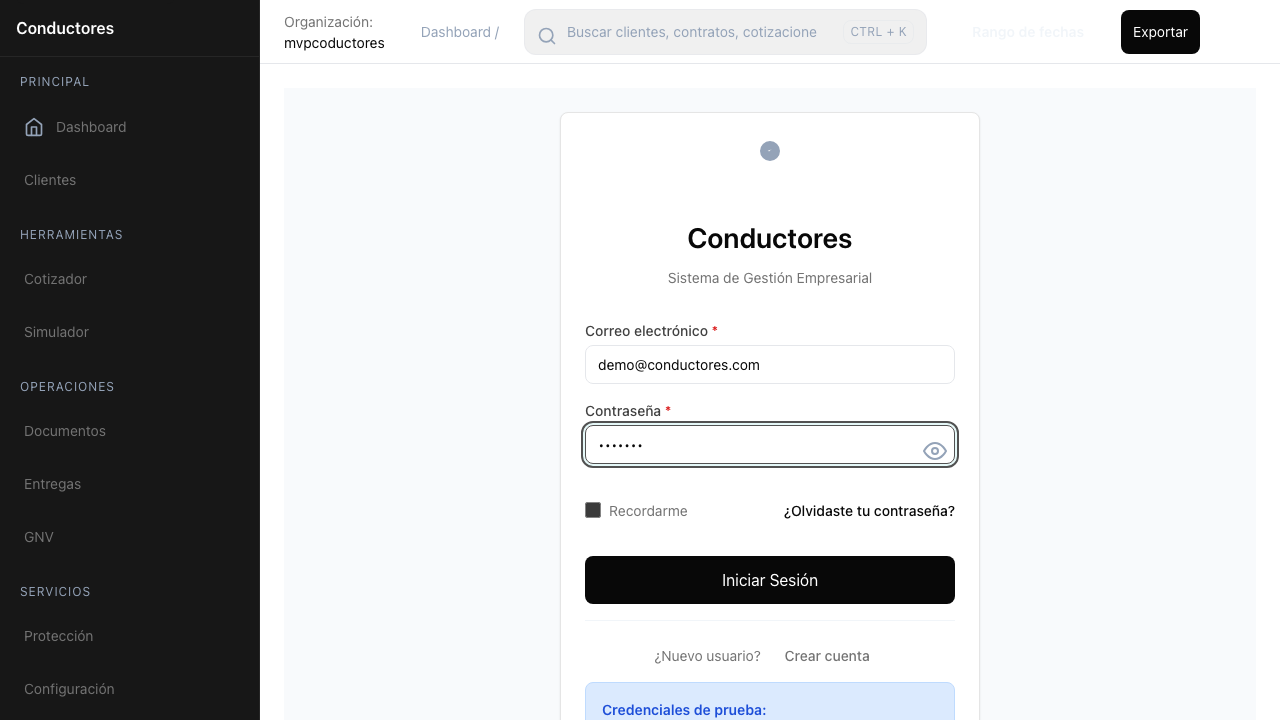 Conductores
PRINCIPAL
Dashboard
Clientes
HERRAMIENTAS
Cotizador
Simulador
OPERACIONES
Documentos
Entregas
GNV
SERVICIOS
Protección
Configuración
Organización:
mvpcoductores
Dashboard /
Buscar clientes, contratos, cotizacione
CTRL + K
Rango de fechas
Exportar
Conductores
Sistema de Gestión Empresarial
Correo electrónico *
demo@conductores.com
Contraseña *
•••••••
Recordarme
¿Olvidaste tu contraseña?
Iniciar Sesión
¿Nuevo usuario?
Crear cuenta
Credenciales de prueba: